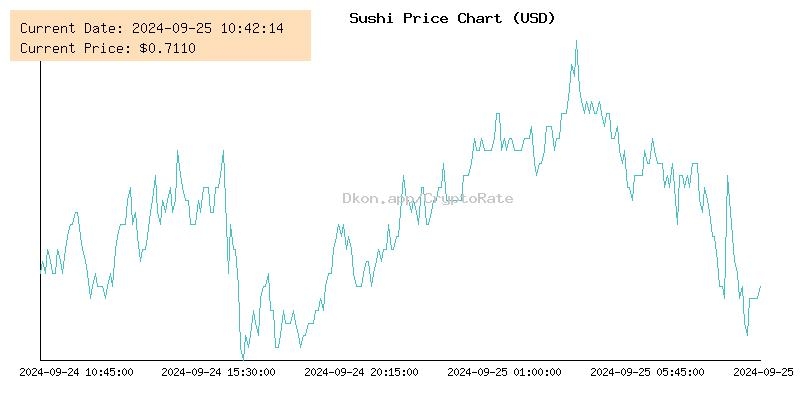 Sushi Price Chart (USD)
Current Date: 2024-09-25 10:42:14
Current Price: $0.7110
Dkon.app/CryptoRate
2024-09-24 10:45:00 2024-09-24 15:30:00 2024-09-24 20:15:00 2024-09-25 01:00:00 2024-09-25 05:45:00 2024-09-25